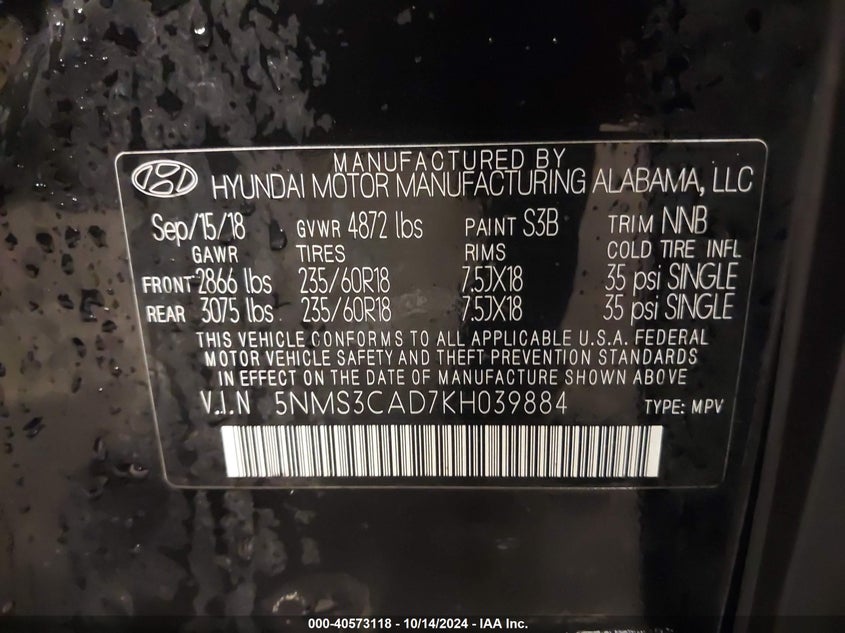 MANUFACTURED BY
HYUNDAI MOTOR MANUFACTURING ALABAMA, LLC
Sep/15/18 GVWR 4872 lbs PAINT S3B TRIM NNB
GAWR TIRES RIMS COLD TIRE INFL
FRONT 2866 lbs 235/60R18 7.5JX18 35 psi SINGLE
REAR 3075 lbs 235/60R18 7.5JX18 35 psi SINGLE
THIS VEHICLE CONFORMS TO ALL APPLICABLE U.S.A. FEDERAL
MOTOR VEHICLE SAFETY AND THEFT PREVENTION STANDARDS
IN EFFECT ON THE DATE OF MANUFACTURE SHOWN ABOVE
V.I.N 5NMS3CAD7KH039884 TYPE: MPV
000-40573118 - 10/14/2024 - IAA Inc.